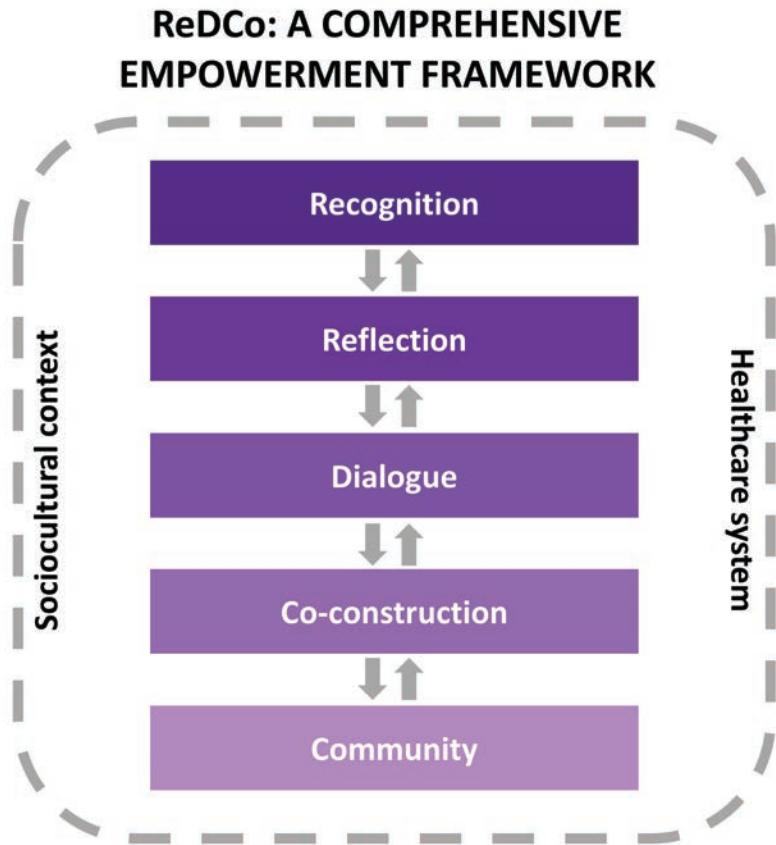 ReDCo: A COMPREHENSIVE
EMPOWERMENT FRAMEWORK
Recognition
Reflection
Dialogue
Co-construction
Community
Sociocultural context
Healthcare system